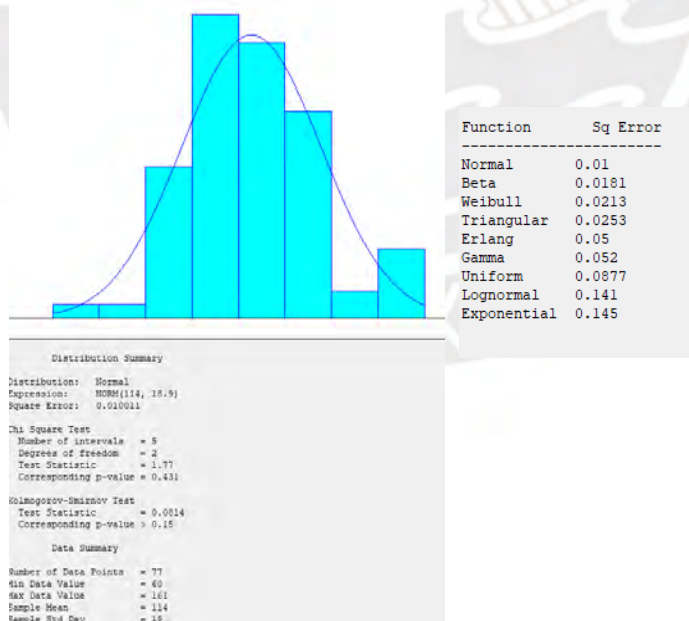 Function Sq Error
-----------------------
Normal 0.01
Beta 0.0181
Weibull 0.0213
Triangular 0.0253
Erlang 0.05
Gamma 0.052
Uniform 0.0877
Lognormal 0.141
Exponential 0.145
Distribution Summary
Distribution: Normal
Expression: NORM(114, 18.9)
Square Error: 0.010011
Chi Square Test
Number of intervals = 5
Degrees of freedom = 2
Test Statistic = 1.77
Corresponding p-value = 0.431
Kolmogorov-Smirnov Test
Test Statistic = 0.0814
Corresponding p-value > 0.15
Data Summary
Number of Data Points = 77
Min Data Value = 60
Max Data Value = 161
Sample Mean = 114
Sample Std Dev = 19